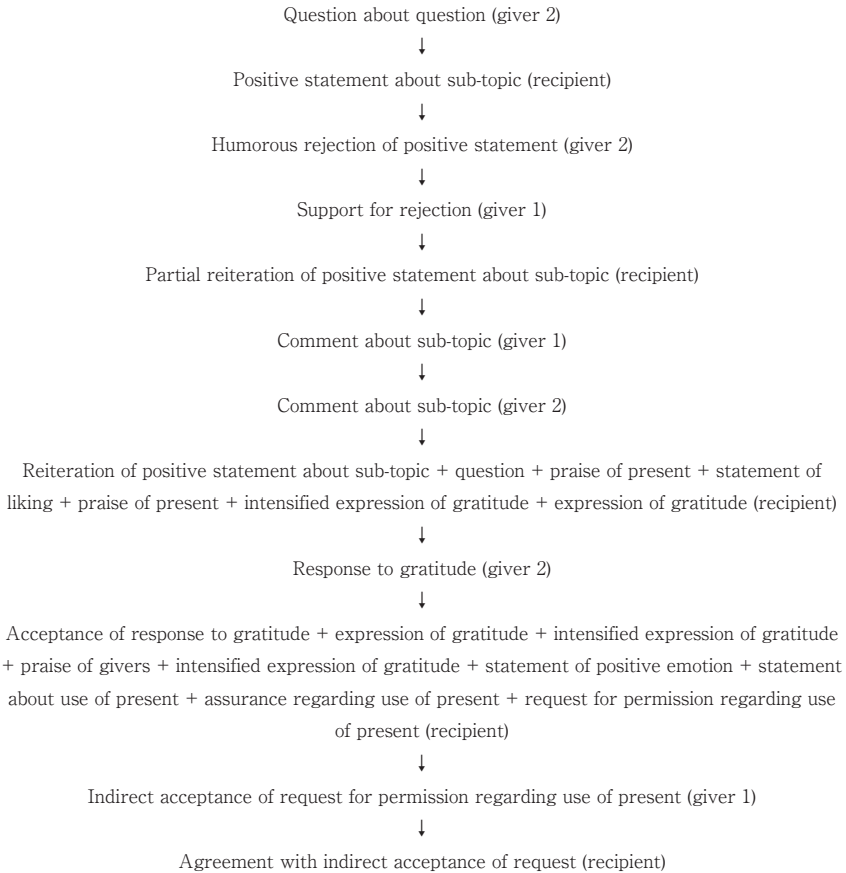 Question about question (giver 2)
↓
Positive statement about sub-topic (recipient)
↓
Humorous rejection of positive statement (giver 2)
↓
Support for rejection (giver 1)
↓
Partial reiteration of positive statement about sub-topic (recipient)
↓
Comment about sub-topic (giver 1)
↓
Comment about sub-topic (giver 2)
↓
Reiteration of positive statement about sub-topic + question + praise of present + statement of
liking + praise of present + intensified expression of gratitude + expression of gratitude (recipient)
↓
Response to gratitude (giver 2)
↓
Acceptance of response to gratitude + expression of gratitude + intensified expression of gratitude
+ praise of givers + intensified expression of gratitude + statement of positive emotion + statement
about use of present + assurance regarding use of present + request for permission regarding use
of present (recipient)
↓
Indirect acceptance of request for permission regarding use of present (giver 1)
↓
Agreement with indirect acceptance of request (recipient)